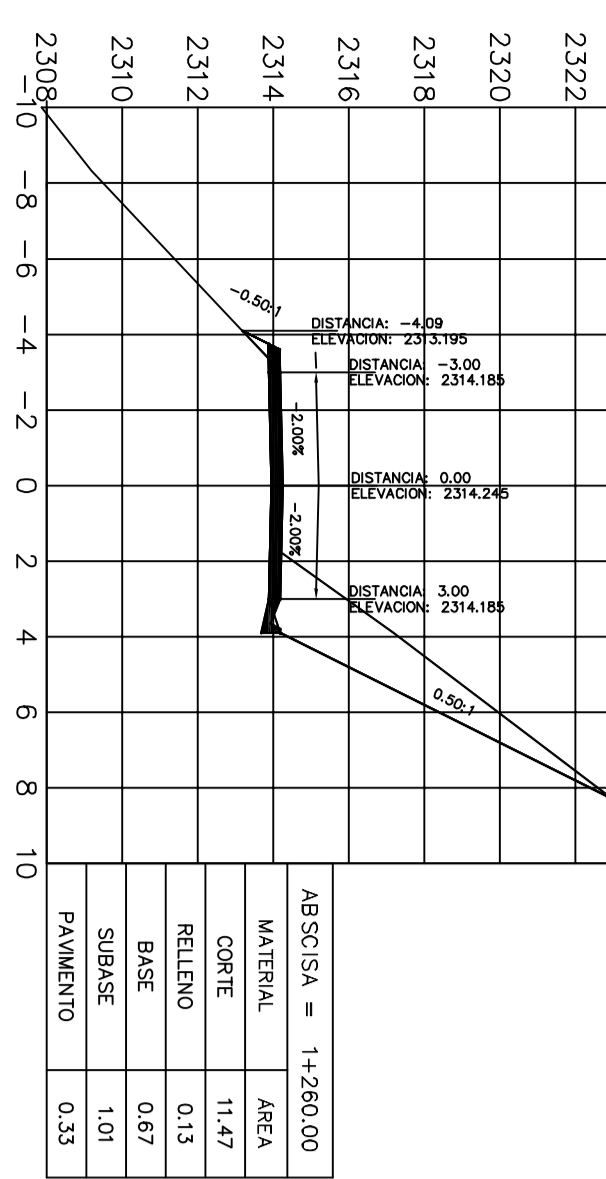 2308
2310
2312
2314
2316
2318
2320
2322
-10
-8
-6
-4
-2
0
2
4
6
8
10
-0.50:1
DISTANCIA: -4.09
ELEVACION: 2313.195
DISTANCIA: -3.00
ELEVACION: 2314.185
-2.00%
DISTANCIA: 0.00
ELEVACION: 2314.245
-2.00%
DISTANCIA: 3.00
ELEVACION: 2314.185
0.50:1
ABSCISA = 1+260.00
MATERIAL ÁREA
CORTE 11.47
RELLENO 0.13
BASE 0.67
SUBASE 1.01
PAVIMENTO 0.33